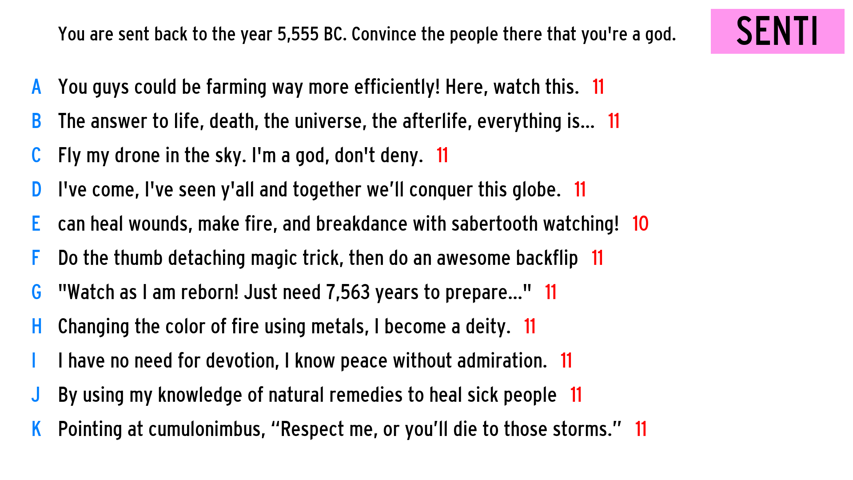 You are sent back to the year 5,555 BC. Convince the people there that you're a god.
SENTI
A You guys could be farming way more efficiently! Here, watch this. 11
B The answer to life, death, the universe, the afterlife, everything is... 11
C Fly my drone in the sky. I'm a god, don't deny. 11
D I've come, I've seen y'all and together we’ll conquer this globe. 11
E can heal wounds, make fire, and breakdance with sabertooth watching! 10
F Do the thumb detaching magic trick, then do an awesome backflip 11
G "Watch as I am reborn! Just need 7,563 years to prepare..." 11
H Changing the color of fire using metals, I become a deity. 11
I I have no need for devotion, I know peace without admiration. 11
J By using my knowledge of natural remedies to heal sick people 11
K Pointing at cumulonimbus, “Respect me, or you’ll die to those storms.” 11